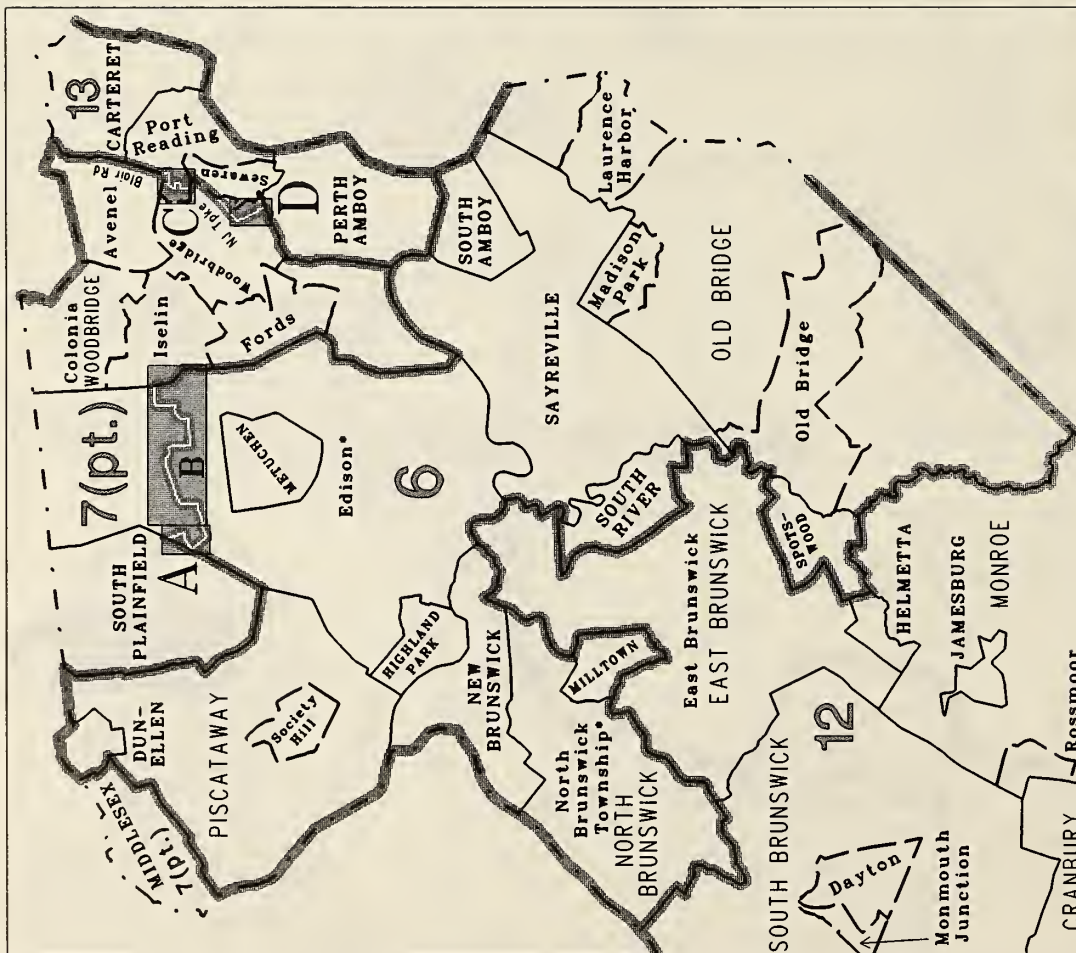 13
CARTERET
Port
Reading
Blair Rd
Avenel
Sewaren
C
NJ Tpke
D
Woodbridge
Colonia
WOODBRIDGE
Iselin
Fords
PERTH
AMBOY
SOUTH
AMBOY
Laurence
Harbor
7(pt.)
A
B
METUCHEN
Edison*
6
SOUTH
PLAINFIELD
SAYREVILLE
Madison
Park
OLD BRIDGE
Old Bridge
DUN-
ELLEN
MIDDLESEX
7(pt.)
PISCATAWAY
Society
Hill
HIGHLAND
PARK
NEW
BRUNSWICK
SOUTH
RIVER
SPOTS-
WOOD
MILLTOWN
East Brunswick
EAST BRUNSWICK
North
Brunswick
Township*
NORTH
BRUNSWICK
HELMETTA
JAMESBURG
MONROE
12
SOUTH BRUNSWICK
Dayton
Monmouth
Junction
Rossmoor
CRANBURY